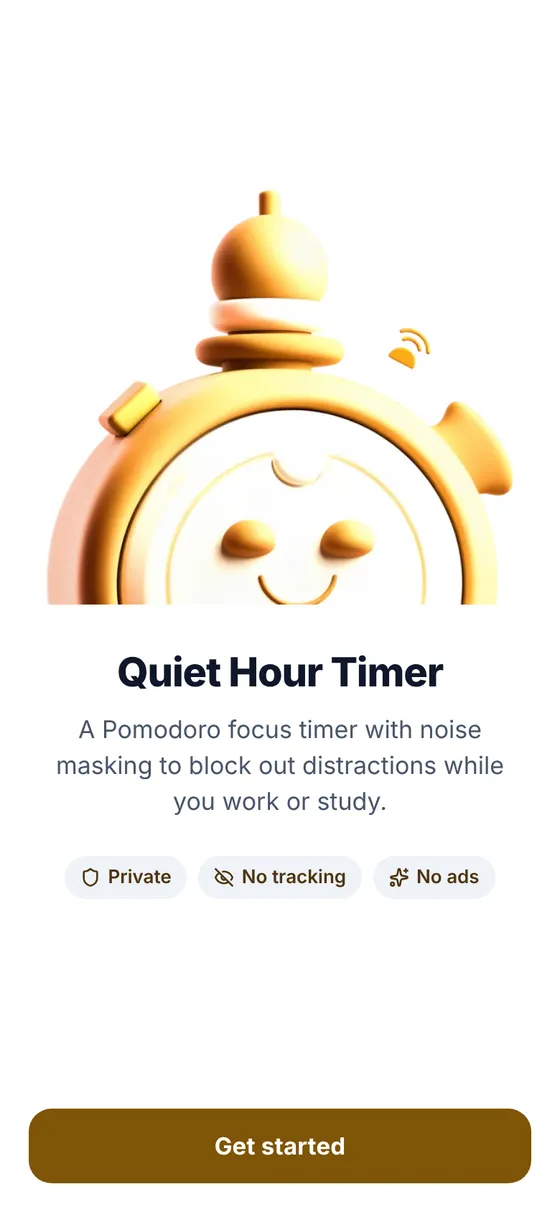 Quiet Hour Timer
A Pomodoro focus timer with noise
masking to block out distractions while
you work or study.
Private
No tracking
No ads
Get started